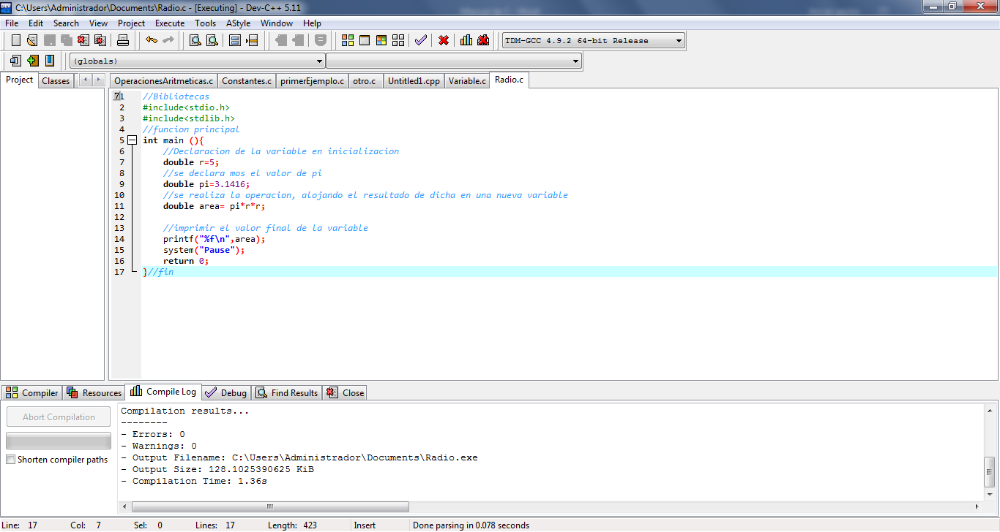 C:\Users\Administrador\Documents\Radio.c - [Executing] - Dev-C++ 5.11
File Edit Search View Project Execute Tools AStyle Window Help
TDM-GCC 4.9.2 64-bit Release
(globals)
Project Classes OperacionesAritmeticas.c Constantes.c primerEjemplo.c otro.c Untitled1.cpp Variable.c Radio.c
1 //Bibliotecas
2 #include<stdio.h>
3 #include<stdlib.h>
4 //funcion principal
5 int main (){
6 //Declaracion de la variable en inicializacion
7 double r=5;
8 //se declara mos el valor de pi
9 double pi=3.1416;
10 //se realiza la operacion, alojando el resultado de dicha en una nueva variable
11 double area= pi*r*r;
12
13 //imprimir el valor final de la variable
14 printf("%f\n",area);
15 system("Pause");
16 return 0;
17 }//fin
Compiler Resources Compile Log Debug Find Results Close
Abort Compilation
Shorten compiler paths
Compilation results...
--------
- Errors: 0
- Warnings: 0
- Output Filename: C:\Users\Administrador\Documents\Radio.exe
- Output Size: 128.1025390625 KiB
- Compilation Time: 1.36s
Line: 17 Col: 7 Sel: 0 Lines: 17 Length: 423 Insert Done parsing in 0.078 seconds